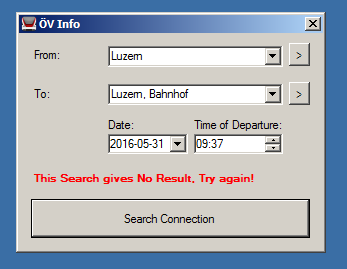 ÖV Info
From:
Luzern
>
To:
Luzern, Bahnhof
>
Date:
Time of Departure:
2016-05-31
09:37
This Search gives No Result, Try again!
Search Connection